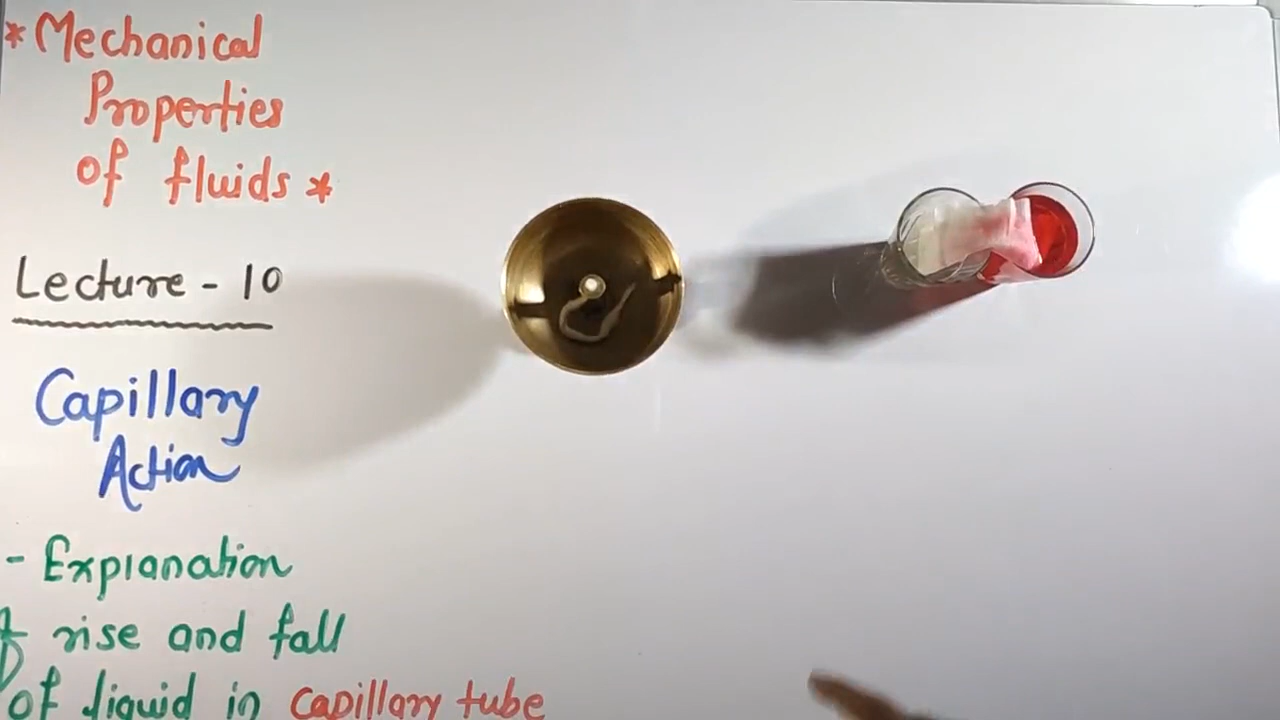 *Mechanical
Properties
of fluids*
Lecture - 10
Capillary
Action
- Explanation
rise and fall
of liquid in capillary tube